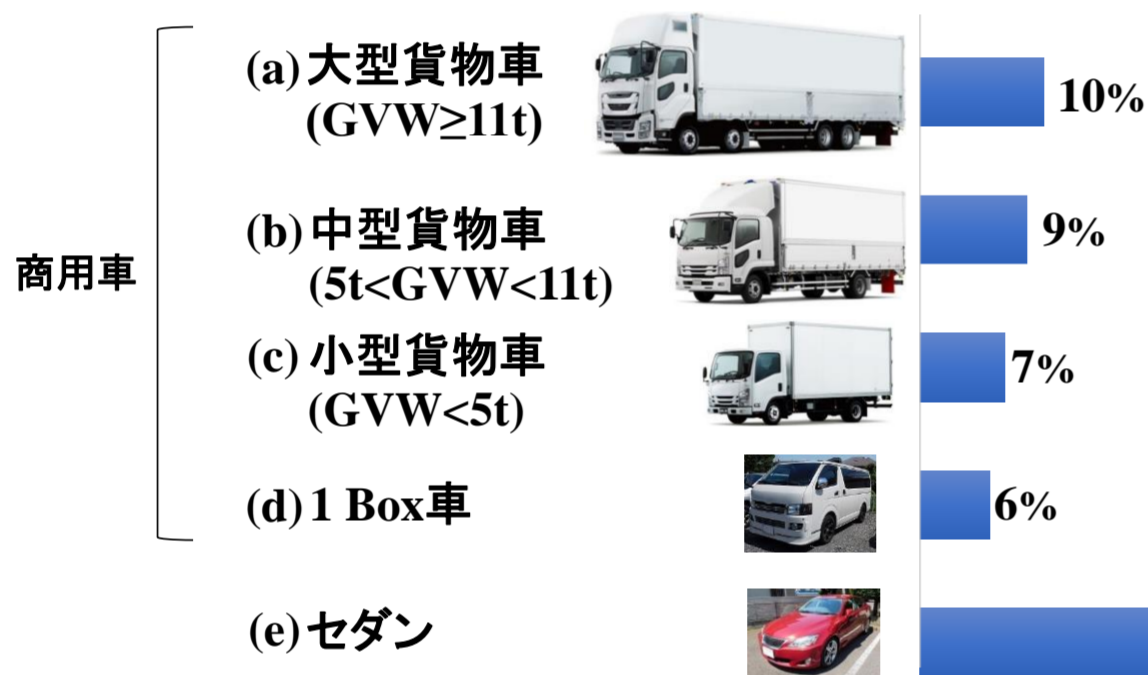 (a) 大型貨物車
(GVW≥11t)
10%
(b) 中型貨物車
(5t<GVW<11t)
9%
商用車
(c) 小型貨物車
(GVW<5t)
7%
(d) 1 Box車
6%
(e) セダン